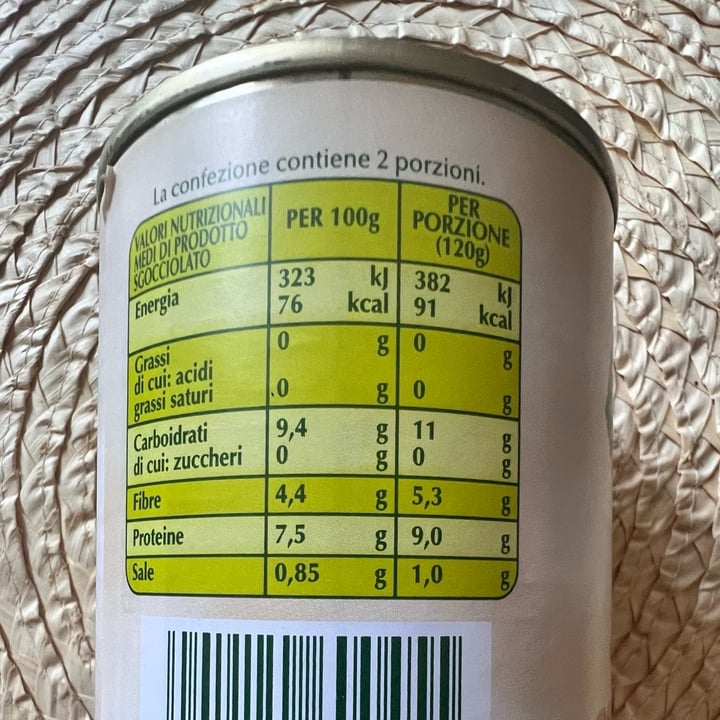 La confezione contiene 2 porzioni.
VALORI NUTRIZIONALI
MEDI DI PRODOTTO
SGOCCIOLATO
PER 100g
PER
PORZIONE
(120g)
Energia
323 kJ 382 kJ
76 kcal 91 kcal
Grassi 0 g 0 g
di cui: acidi
grassi saturi 0 g 0 g
Carboidrati 9,4 g 11 g
di cui: zuccheri 0 g 0 g
Fibre 4,4 g 5,3 g
Proteine 7,5 g 9,0 g
Sale 0,85 g 1,0 g